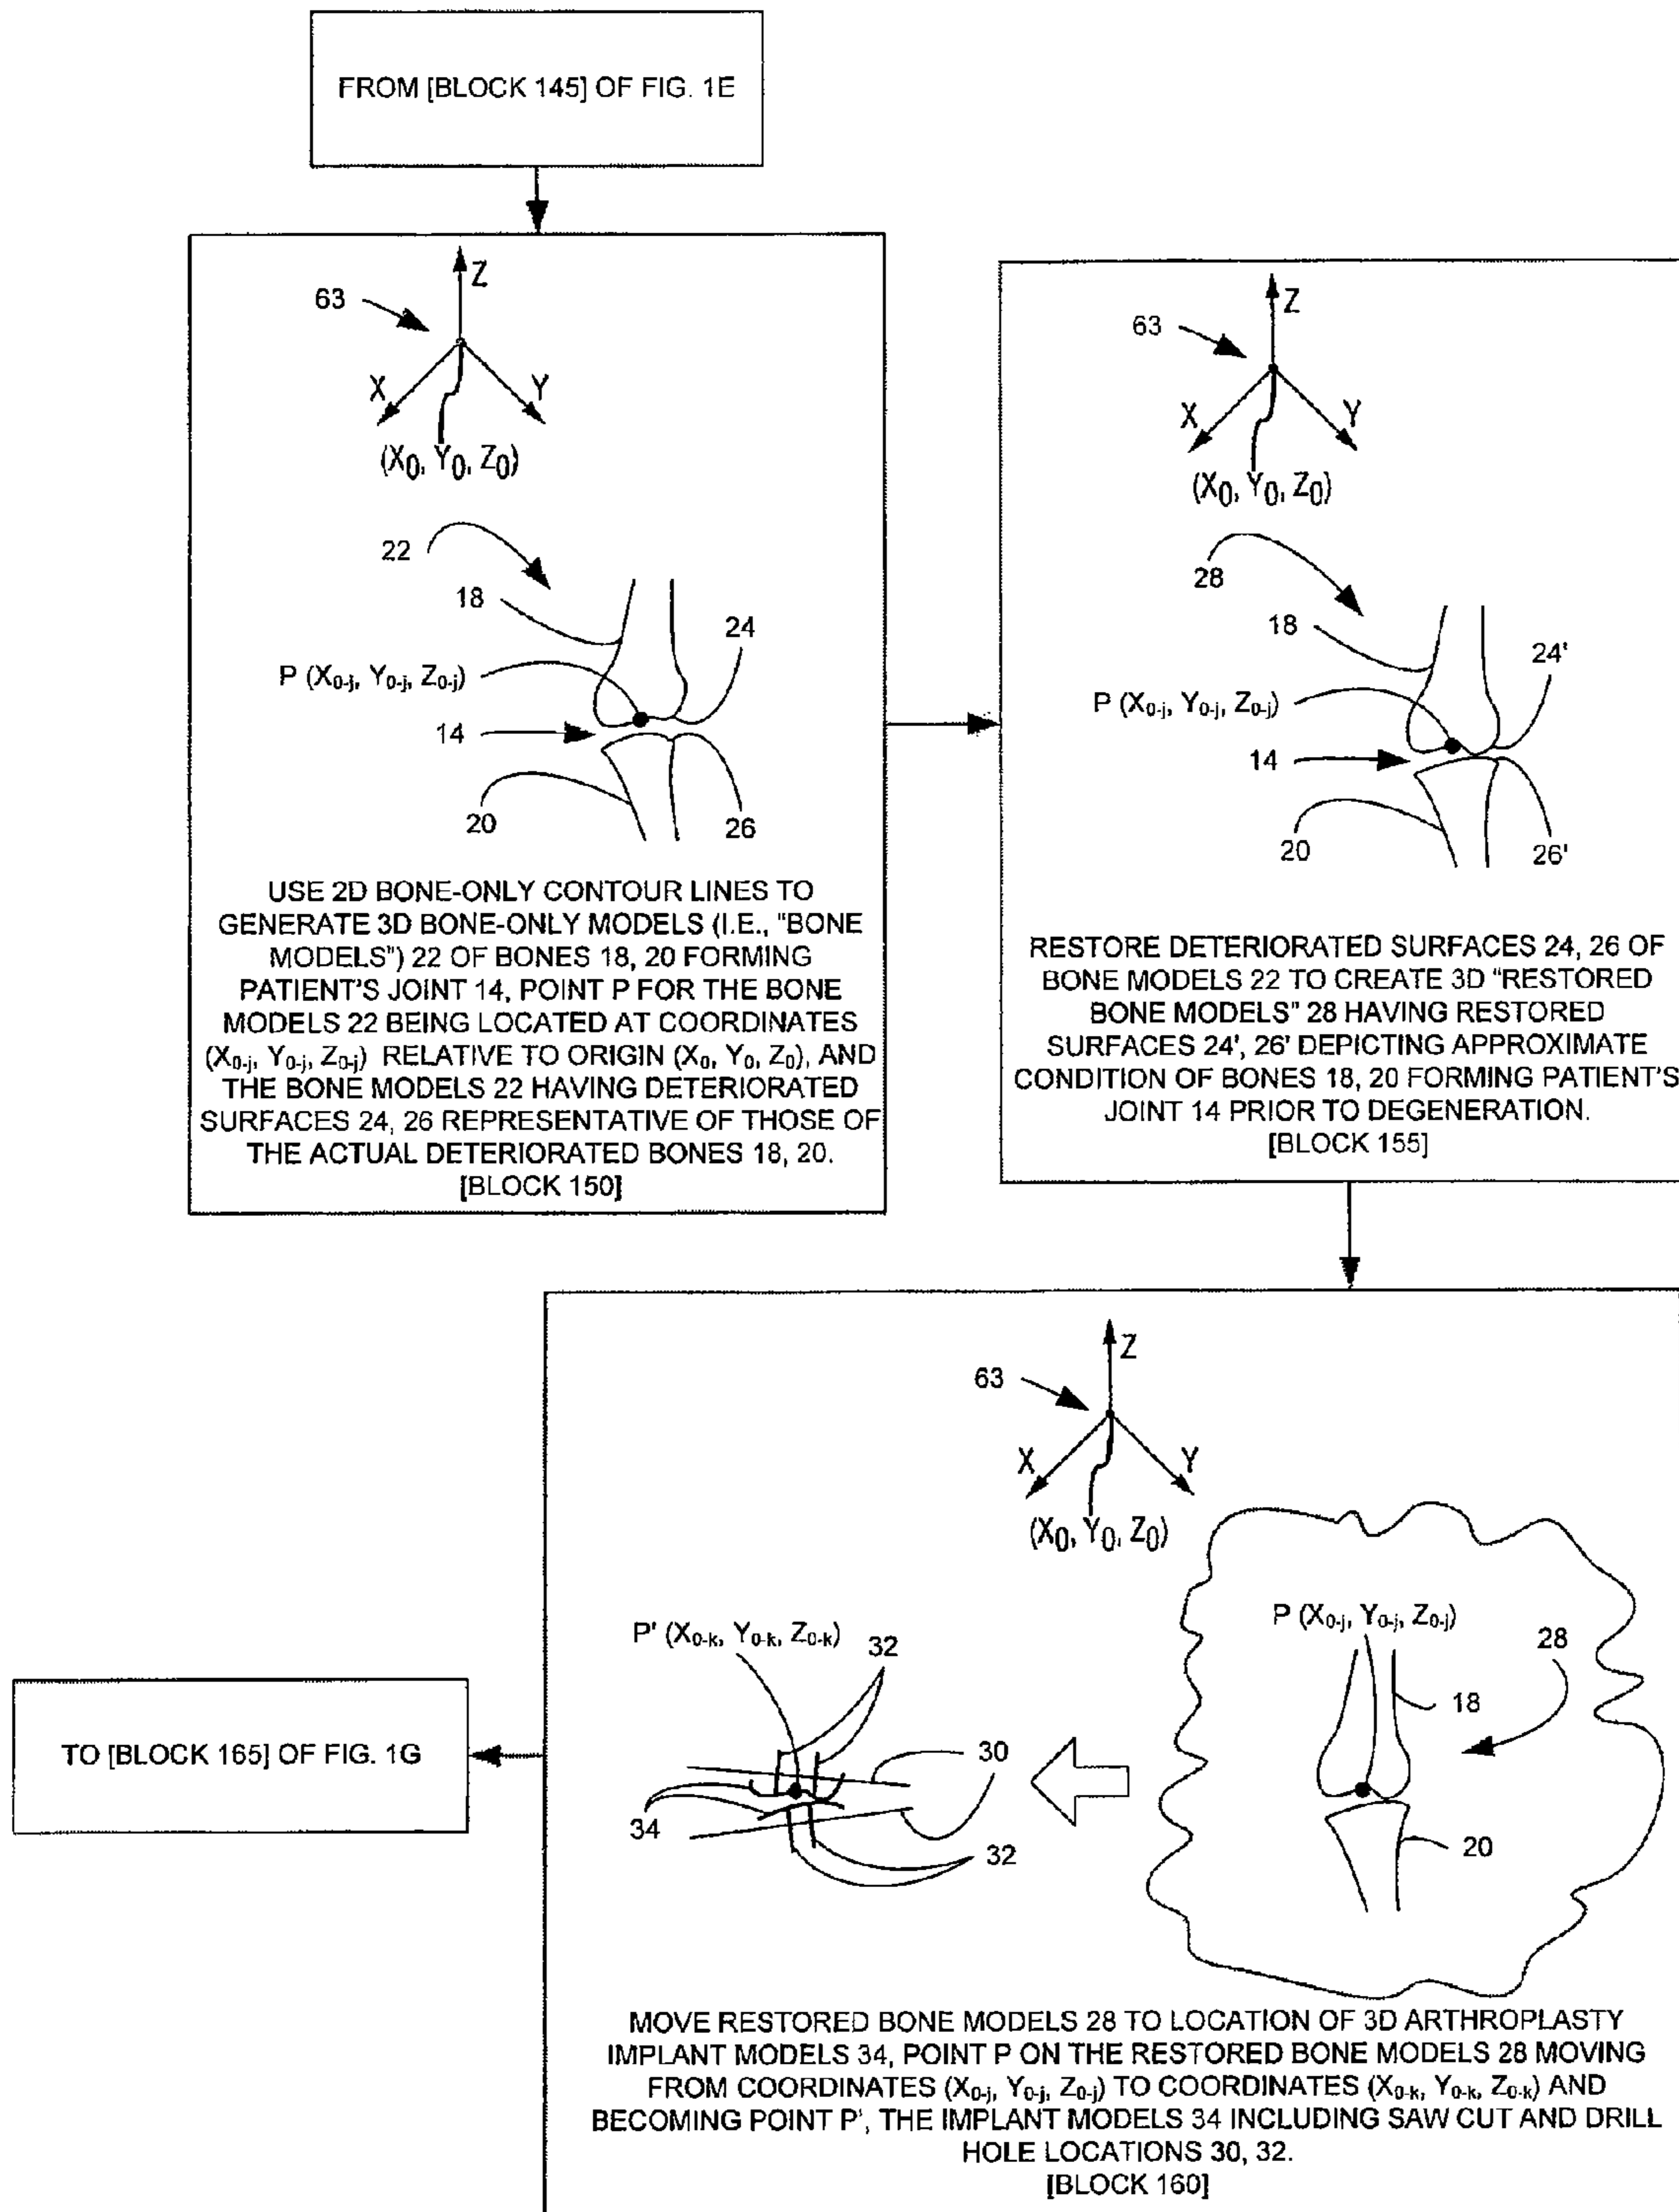 FROM [BLOCK 145] OF FIG. 1E
Z
63
X
Y
(X0, Y0, Z0)
22
18
24
P (X0-j, Y0-j, Z0-j)
14
20
26
USE 2D BONE-ONLY CONTOUR LINES TO
GENERATE 3D BONE-ONLY MODELS (I.E., "BONE
MODELS") 22 OF BONES 18, 20 FORMING
PATIENT'S JOINT 14, POINT P FOR THE BONE
MODELS 22 BEING LOCATED AT COORDINATES
(X0-j, Y0-j, Z0-j) RELATIVE TO ORIGIN (X0, Y0, Z0), AND
THE BONE MODELS 22 HAVING DETERIORATED
SURFACES 24, 26 REPRESENTATIVE OF THOSE OF
THE ACTUAL DETERIORATED BONES 18, 20.
[BLOCK 150]
Z
63
X
Y
(X0, Y0, Z0)
28
18
24'
P (X0-j, Y0-j, Z0-j)
14
20
26'
RESTORE DETERIORATED SURFACES 24, 26 OF
BONE MODELS 22 TO CREATE 3D "RESTORED
BONE MODELS" 28 HAVING RESTORED
SURFACES 24', 26' DEPICTING APPROXIMATE
CONDITION OF BONES 18, 20 FORMING PATIENT'S
JOINT 14 PRIOR TO DEGENERATION.
[BLOCK 155]
Z
63
X
Y
(X0, Y0, Z0)
P (X0-j, Y0-j, Z0-j)
28
18
20
P' (X0-k, Y0-k, Z0-k)
32
30
34
32
MOVE RESTORED BONE MODELS 28 TO LOCATION OF 3D ARTHROPLASTY
IMPLANT MODELS 34, POINT P ON THE RESTORED BONE MODELS 28 MOVING
FROM COORDINATES (X0-j, Y0-j, Z0-j) TO COORDINATES (X0-k, Y0-k, Z0-k) AND
BECOMING POINT P', THE IMPLANT MODELS 34 INCLUDING SAW CUT AND DRILL
HOLE LOCATIONS 30, 32.
[BLOCK 160]
TO [BLOCK 165] OF FIG. 1G